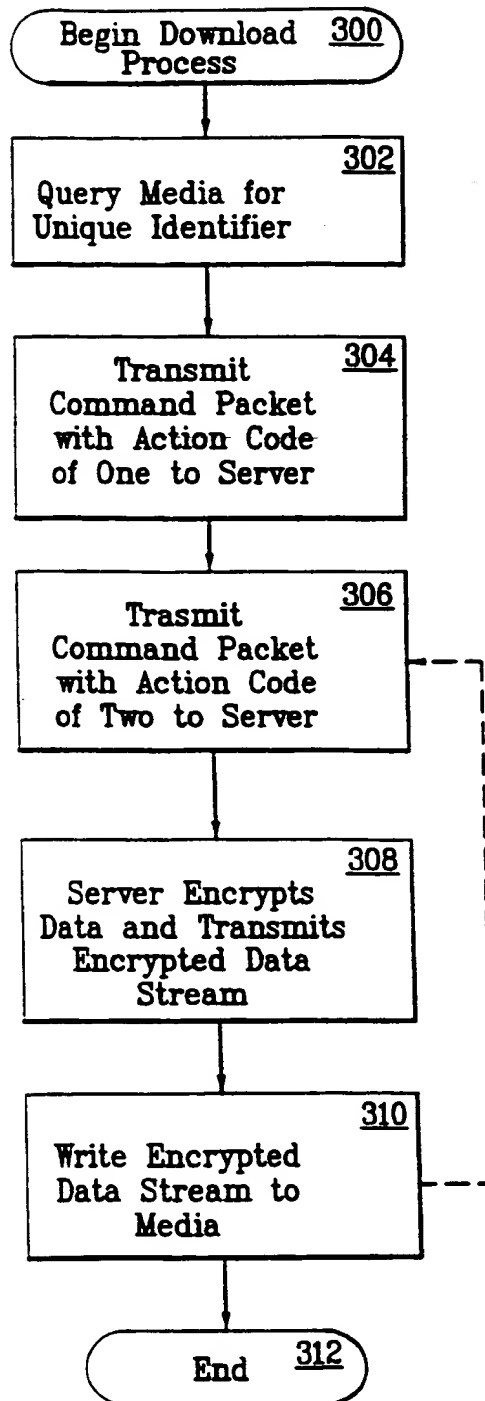 Begin Download 300
Process
302
Query Media for
Unique Identifier
304
Transmit
Command Packet
with Action Code
of One to Server
306
Trasmit
Command Packet
with Action Code
of Two to Server
308
Server Encrypts
Data and Transmits
Encrypted Data
Stream
310
Write Encrypted
Data Stream to
Media
End 312